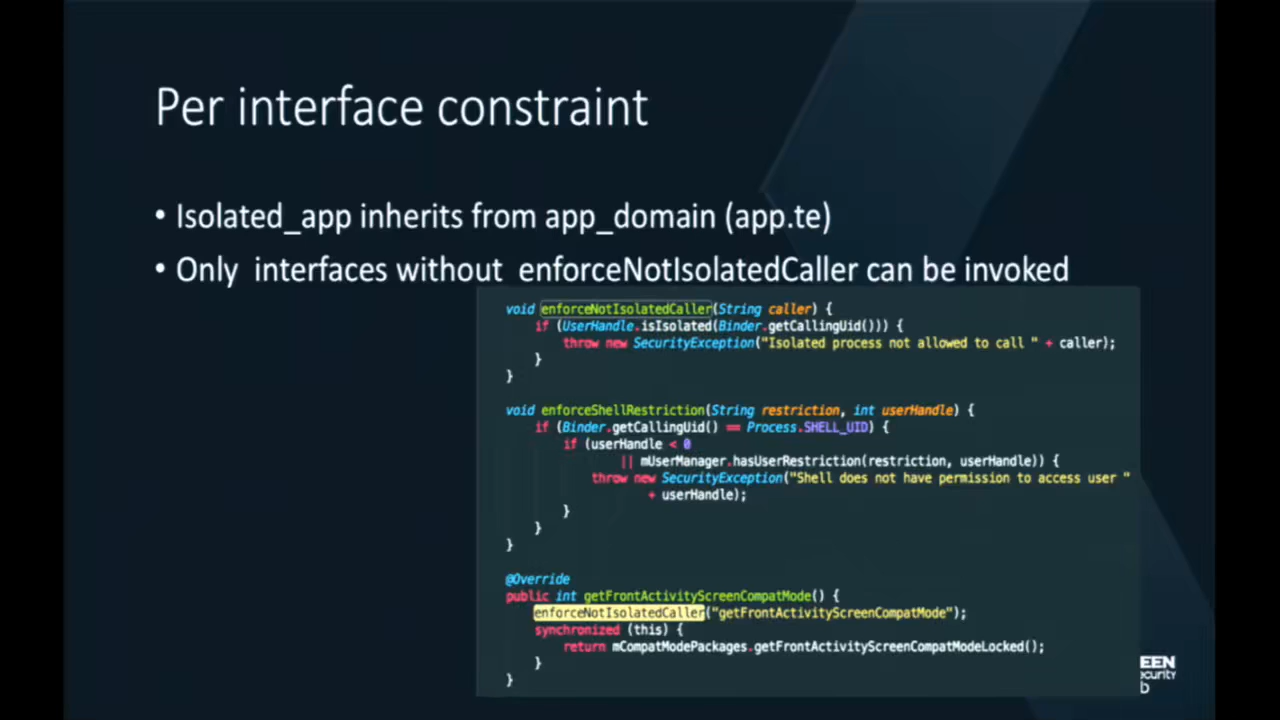 Per interface constraint
• Isolated_app inherits from app_domain (app.te)
• Only interfaces without enforceNotIsolatedCaller can be invoked
void enforceNotIsolatedCaller(String caller) {
if (UserHandle.isIsolated(Binder.getCallingUid())) {
throw new SecurityException("Isolated process not allowed to call " + caller);
}
}
void enforceShellRestriction(String restriction, int userHandle) {
if (Binder.getCallingUid() == Process.SHELL_UID) {
if (userHandle < 0
|| mUserManager.hasUserRestriction(restriction, userHandle)) {
throw new SecurityException("Shell does not have permission to access user "
+ userHandle);
}
}
}
@Override
public int getFrontActivityScreenCompatMode() {
enforceNotIsolatedCaller("getFrontActivityScreenCompatMode");
synchronized (this) {
return mCompatModePackages.getFrontActivityScreenCompatModeLocked();
}
}
EEN
ecurity
b